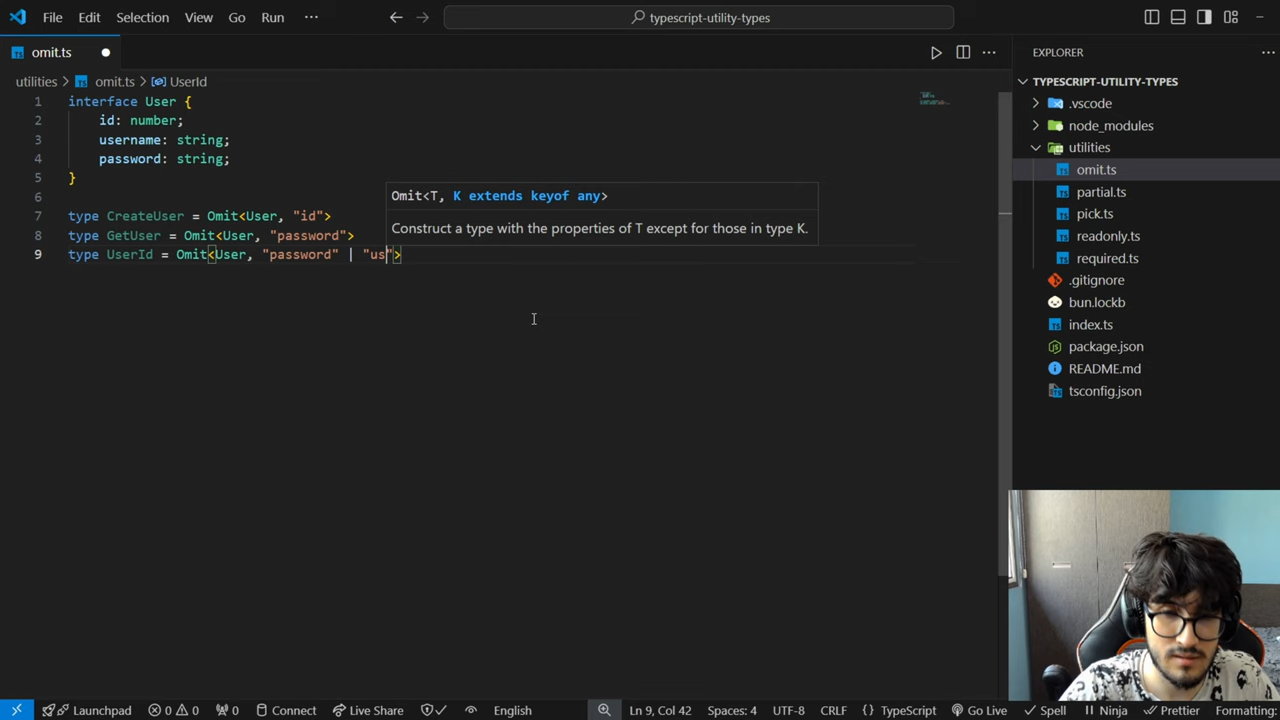 File Edit Selection View Go Run ···
typescript-utility-types
omit.ts
utilities > omit.ts > UserId
1 interface User {
2 id: number;
3 username: string;
4 password: string;
5 }
6
7 type CreateUser = Omit<User, "id">
8 type GetUser = Omit<User, "password">
9 type UserId = Omit<User, "password" | "us">
Omit<T, K extends keyof any>
Construct a type with the properties of T except for those in type K.
EXPLORER
TYPESCRIPT-UTILITY-TYPES
.vscode
node_modules
utilities
omit.ts
partial.ts
pick.ts
readonly.ts
required.ts
.gitignore
bun.lockb
index.ts
package.json
README.md
tsconfig.json
Launchpad 0 0 0 Connect Live Share English Ln 9, Col 42 Spaces: 4 UTF-8 CRLF {} TypeScript Go Live Spell Ninja Prettier Formatting: